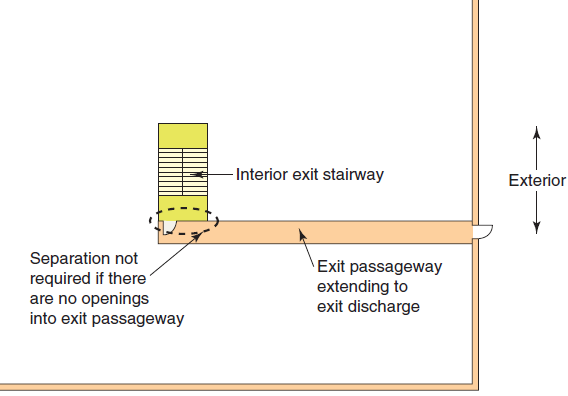 Interior exit stairway
Exterior
Separation not
required if there
are no openings
into exit passageway
Exit passageway
extending to
exit discharge